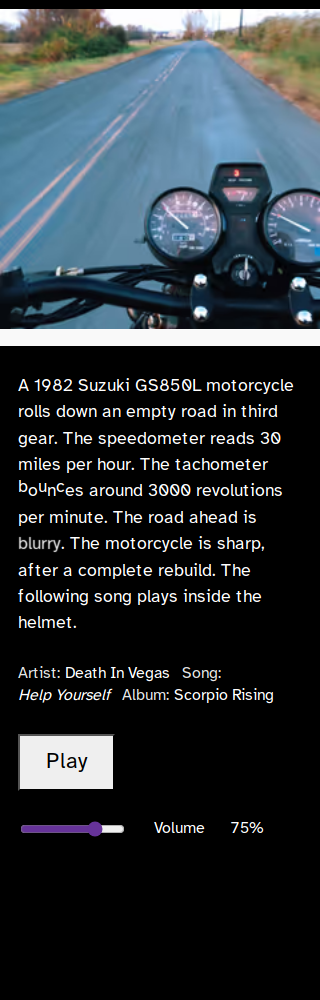 A 1982 Suzuki GS850L motorcycle
rolls down an empty road in third
gear. The speedometer reads 30
miles per hour. The tachometer
bounces around 3000 revolutions
per minute. The road ahead is
blurry. The motorcycle is sharp,
after a complete rebuild. The
following song plays inside the
helmet.
Artist: Death In Vegas Song:
Help Yourself Album: Scorpio Rising
Play
Volume 75%